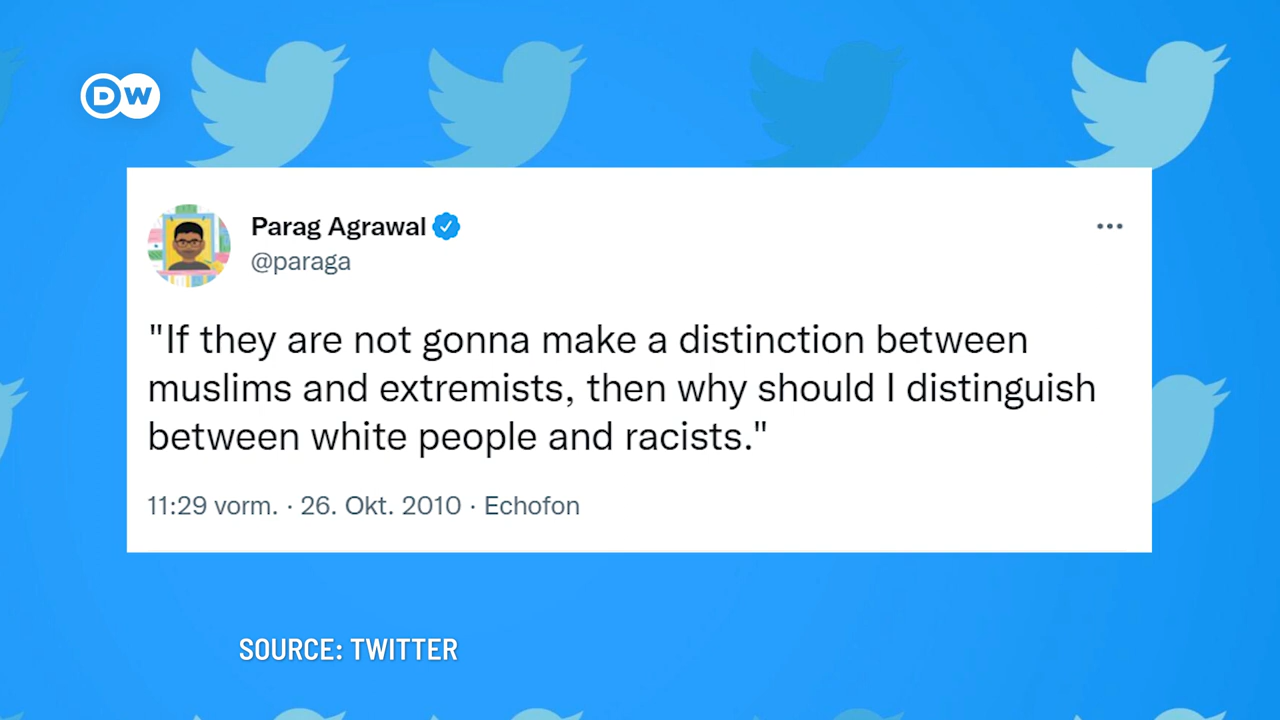 DW
Parag Agrawal
@paraga
"If they are not gonna make a distinction between
muslims and extremists, then why should I distinguish
between white people and racists."
11:29 vorm. · 26. Okt. 2010 · Echofon
SOURCE: TWITTER